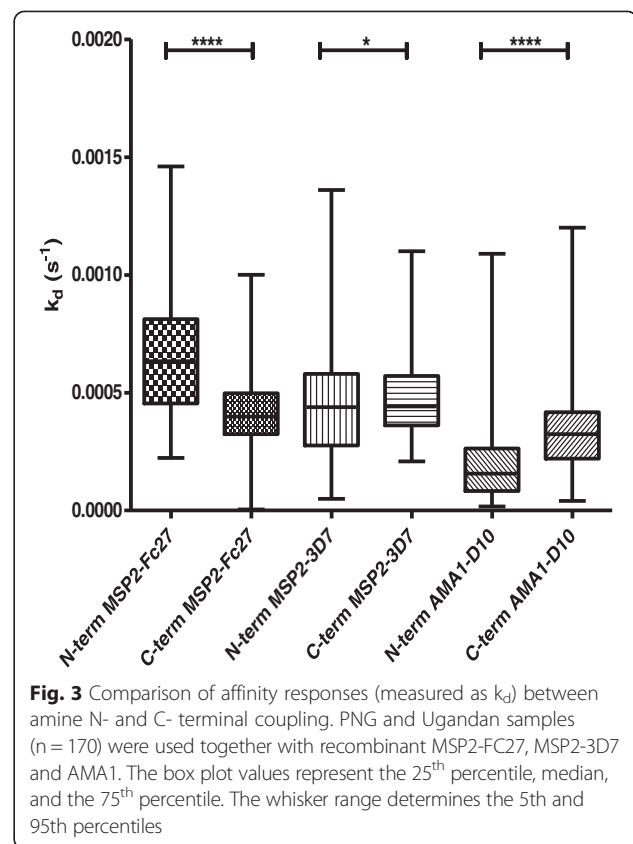 0.0020
0.0015
0.0010
0.0005
0.0000
k_d (s⁻¹)
****
*
****
N-term MSP2-Fc27
C-term MSP2-Fc27
N-term MSP2-3D7
C-term MSP2-3D7
N-term AMA1-D10
C-term AMA1-D10
Fig. 3 Comparison of affinity responses (measured as k_d) between
amine N- and C- terminal coupling. PNG and Ugandan samples
(n = 170) were used together with recombinant MSP2-FC27, MSP2-3D7
and AMA1. The box plot values represent the 25ᵗʰ percentile, median,
and the 75ᵗʰ percentile. The whisker range determines the 5th and
95th percentiles